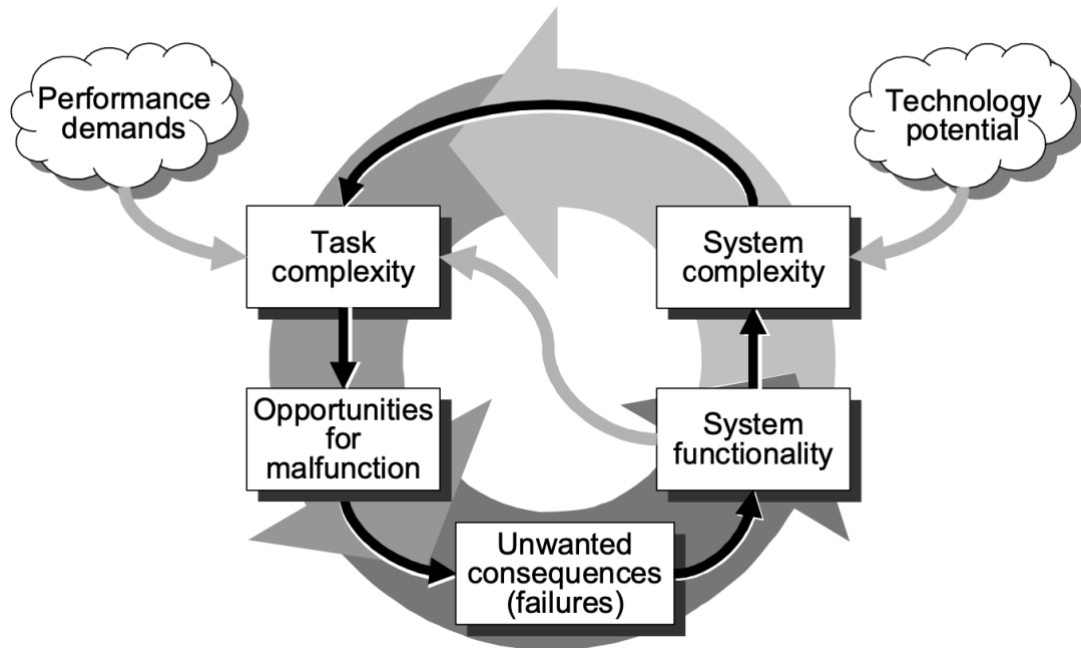 Performance
demands
Technology
potential
Task
complexity
System
complexity
Opportunities
for
malfunction
System
functionality
Unwanted
consequences
(failures)